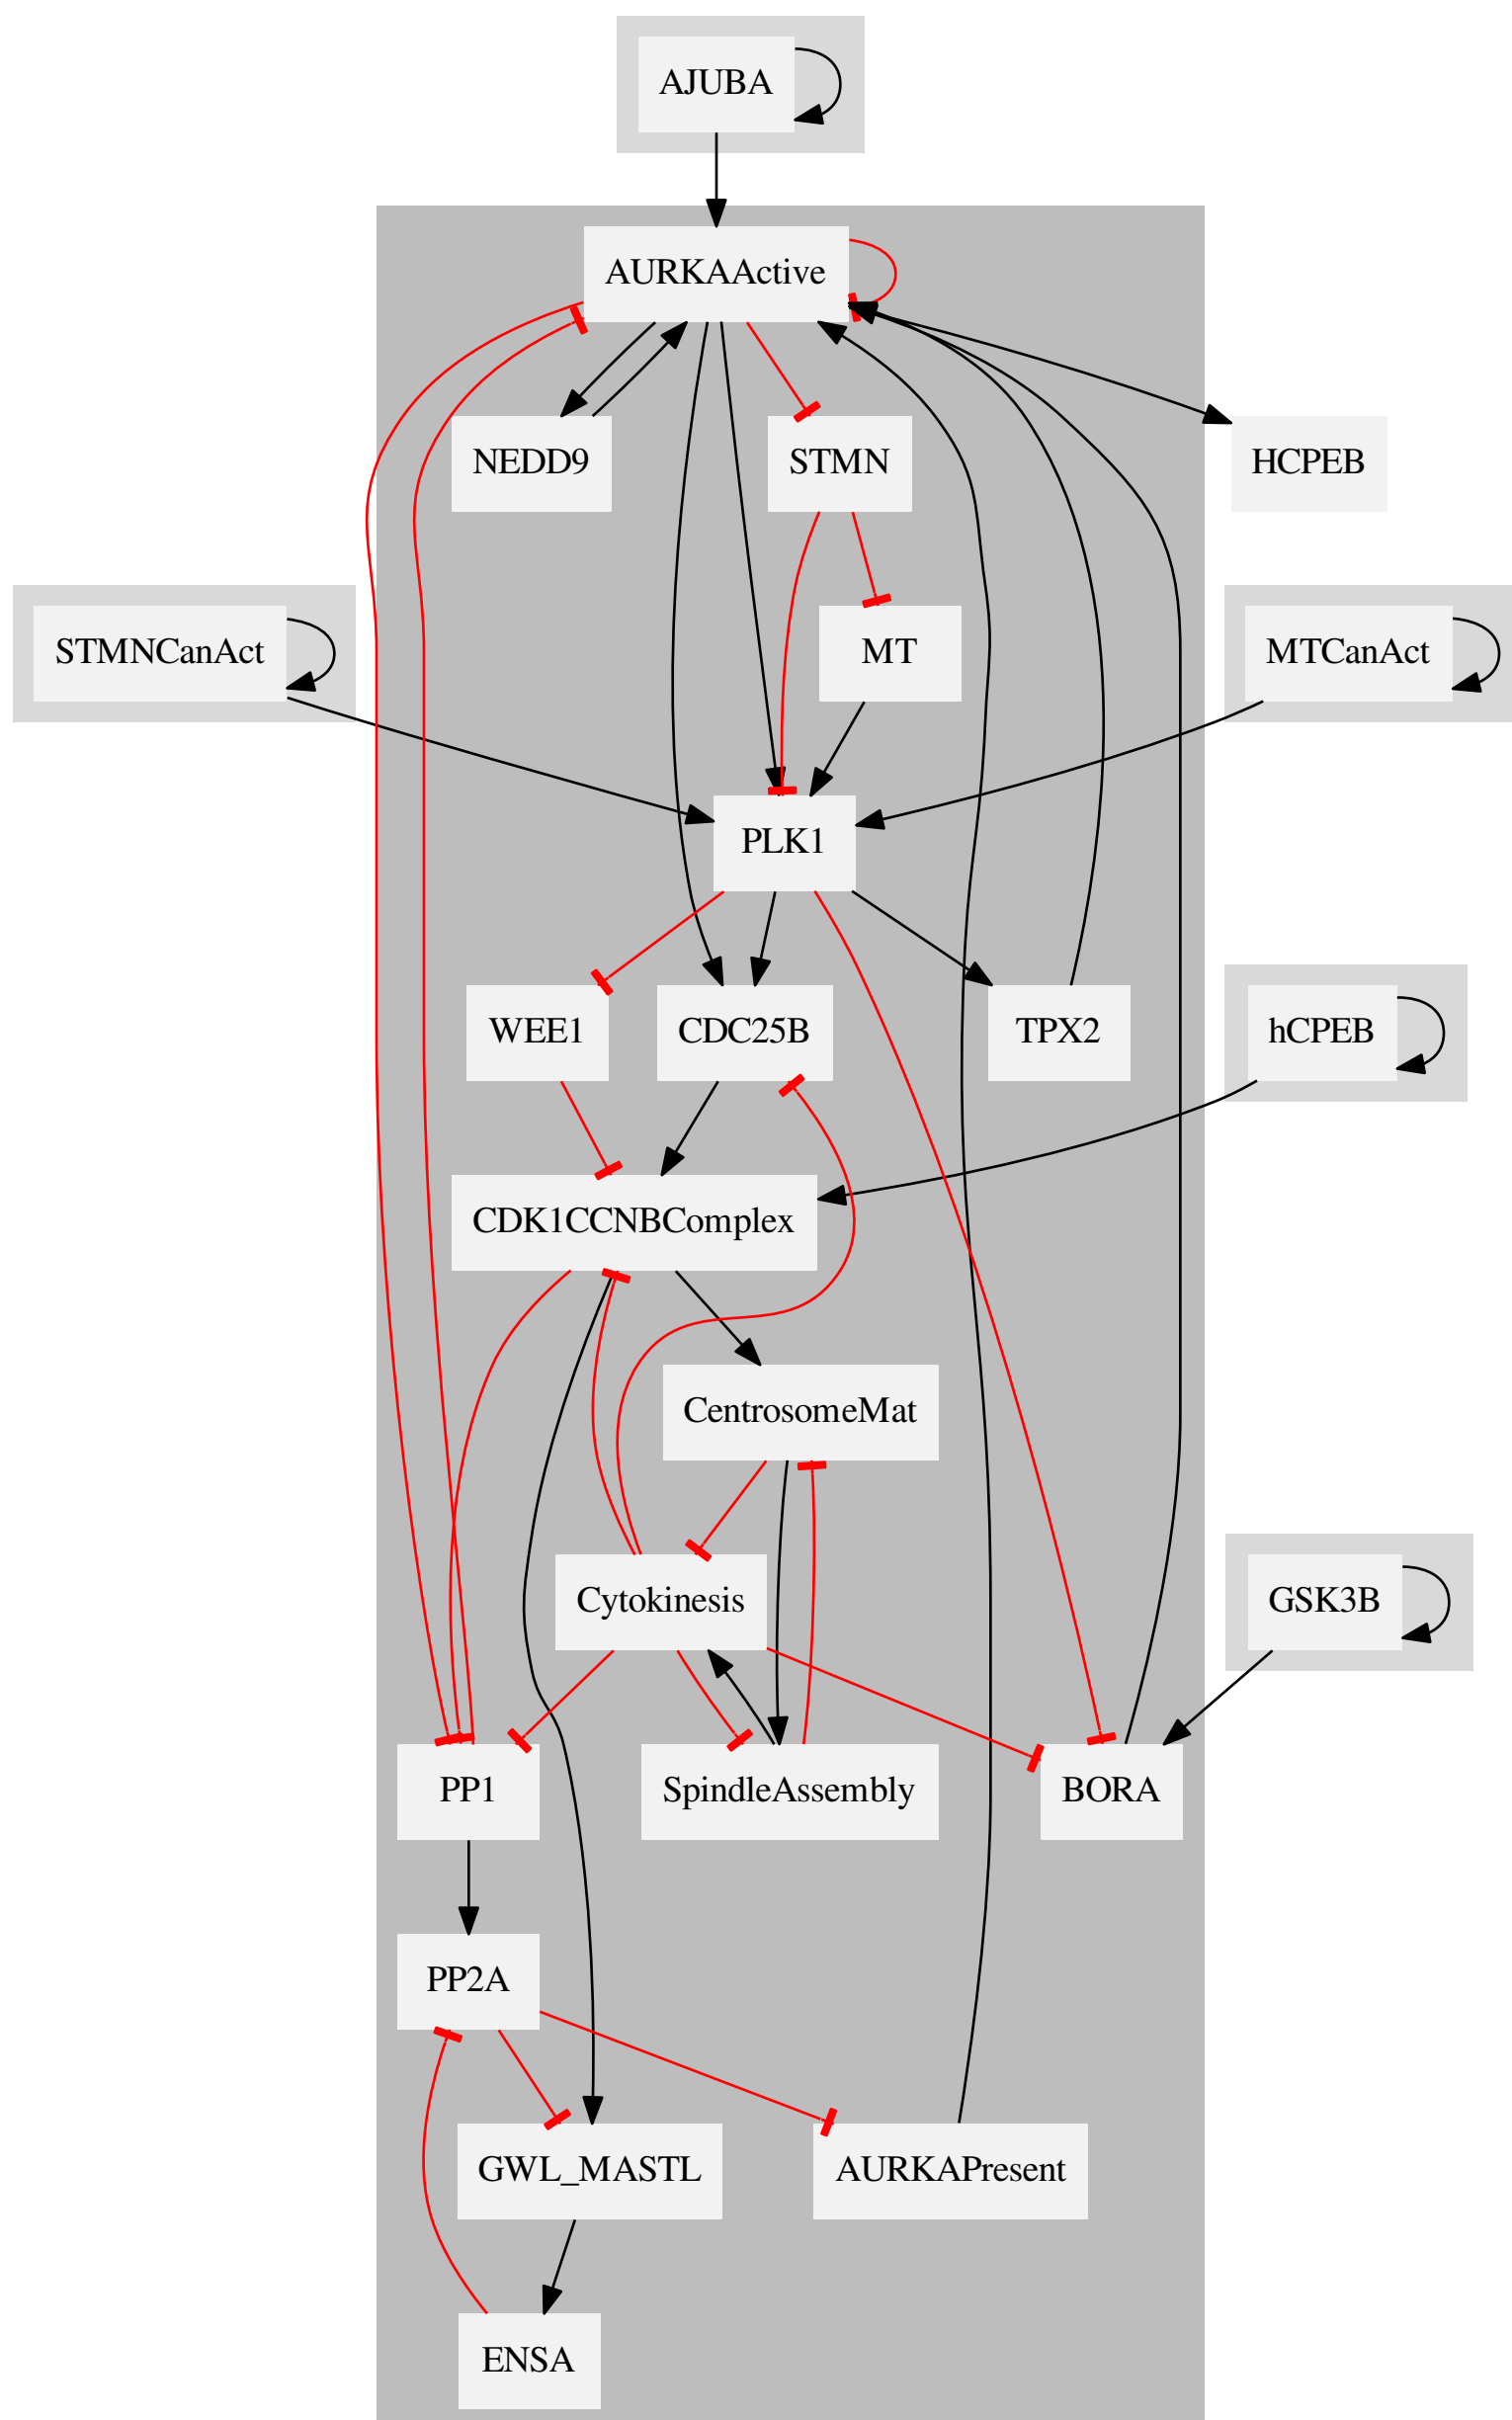 AJUBA
AURKAActive
NEDD9
STMN
HCPEB
STMNCanAct
MT
MTCanAct
PLK1
WEE1
CDC25B
TPX2
hCPEB
CDK1CCNBComplex
CentrosomeMat
Cytokinesis
GSK3B
PP1
SpindleAssembly
BORA
PP2A
GWL_MASTL
AURKAPresent
ENSA